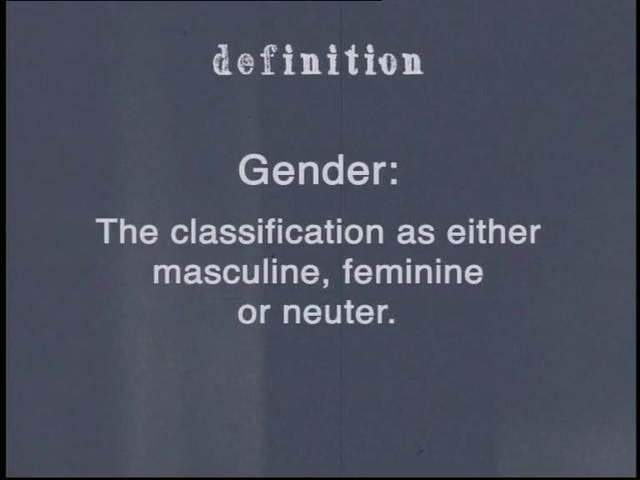 definition
Gender:
The classification as either
masculine, feminine
or neuter.